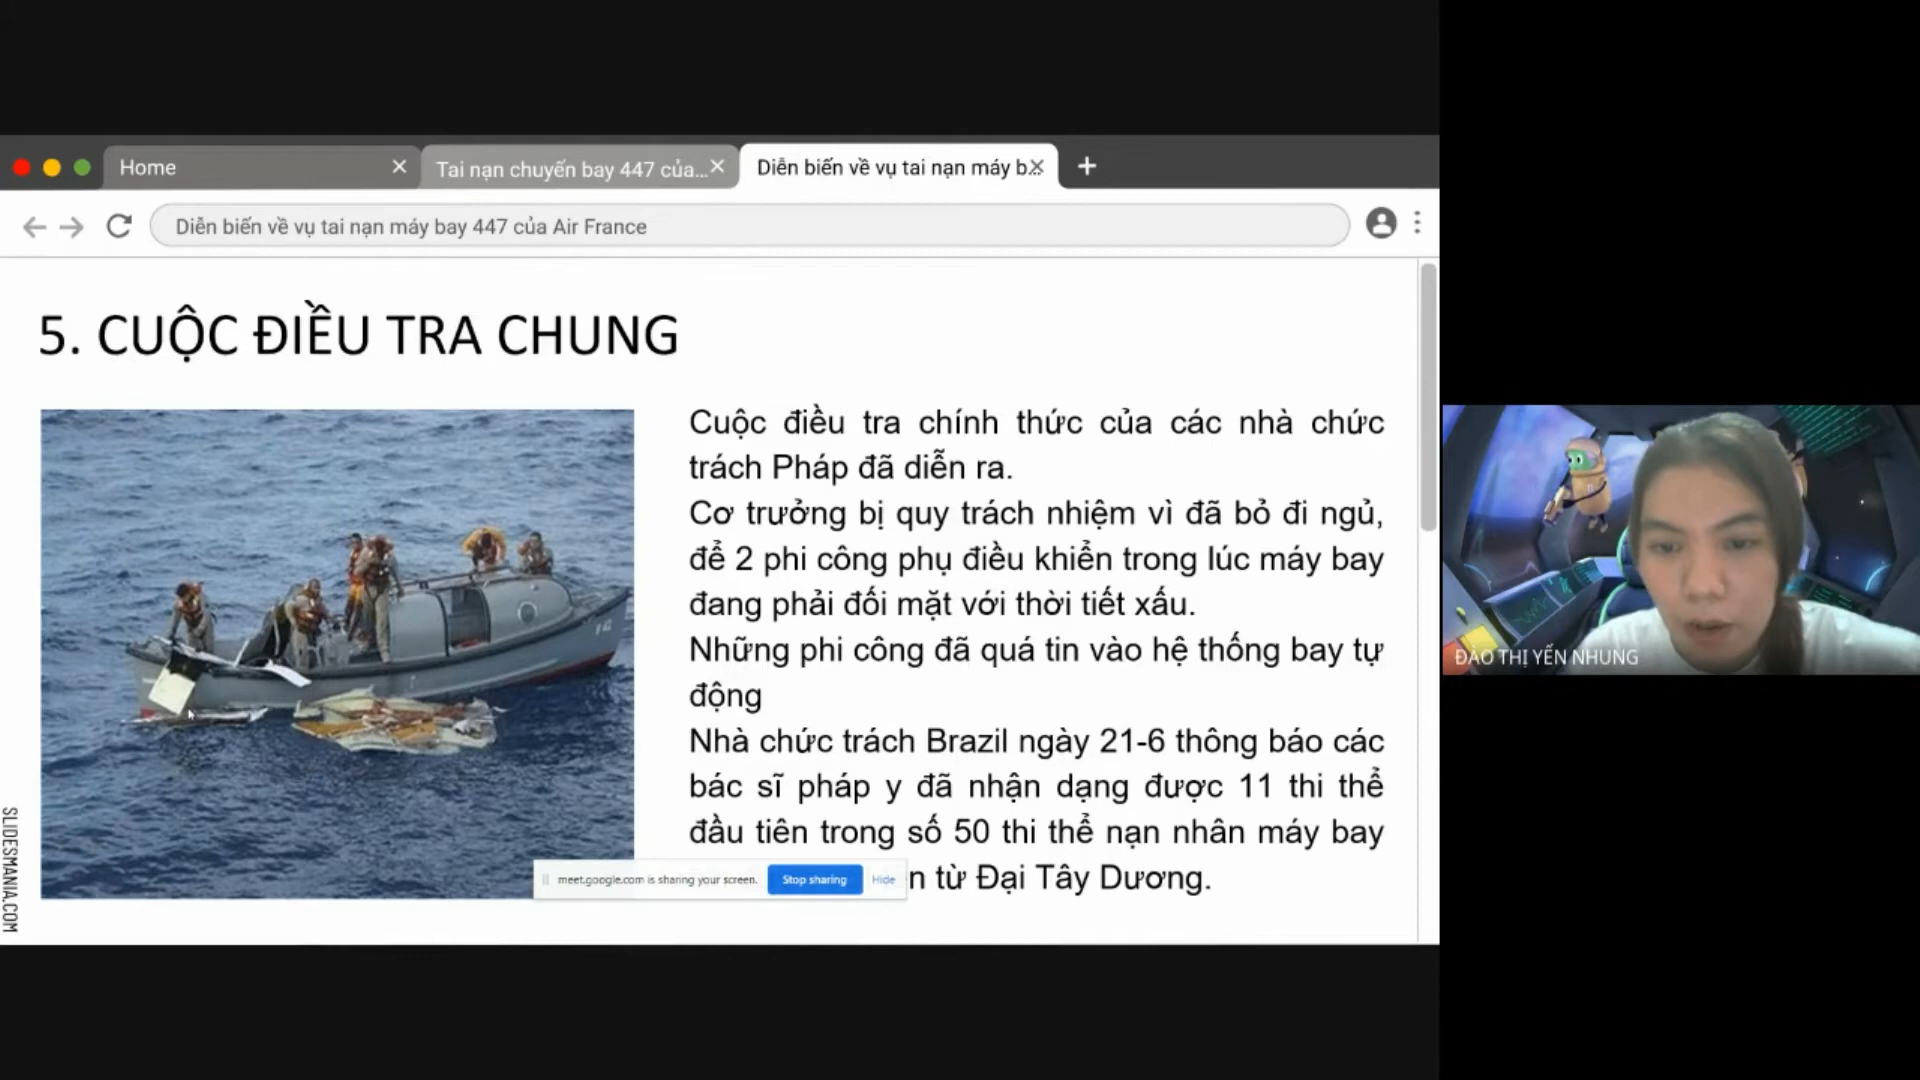 Home
Tai nạn chuyến bay 447 của...
Diễn biến về vụ tai nạn máy b...
Diễn biến về vụ tai nạn máy bay 447 của Air France
5. CUỘC ĐIỀU TRA CHUNG
Cuộc điều tra chính thức của các nhà chức
trách Pháp đã diễn ra.
Cơ trưởng bị quy trách nhiệm vì đã bỏ đi ngủ,
để 2 phi công phụ điều khiển trong lúc máy bay
đang phải đối mặt với thời tiết xấu.
Những phi công đã quá tin vào hệ thống bay tự
động
Nhà chức trách Brazil ngày 21-6 thông báo các
bác sĩ pháp y đã nhận dạng được 11 thi thể
đầu tiên trong số 50 thi thể nạn nhân máy bay
n từ Đại Tây Dương.
meet.google.com is sharing your screen.
Stop sharing
Hide
SLIDESMANIA.COM
ĐÀO THỊ YẾN NHUNG